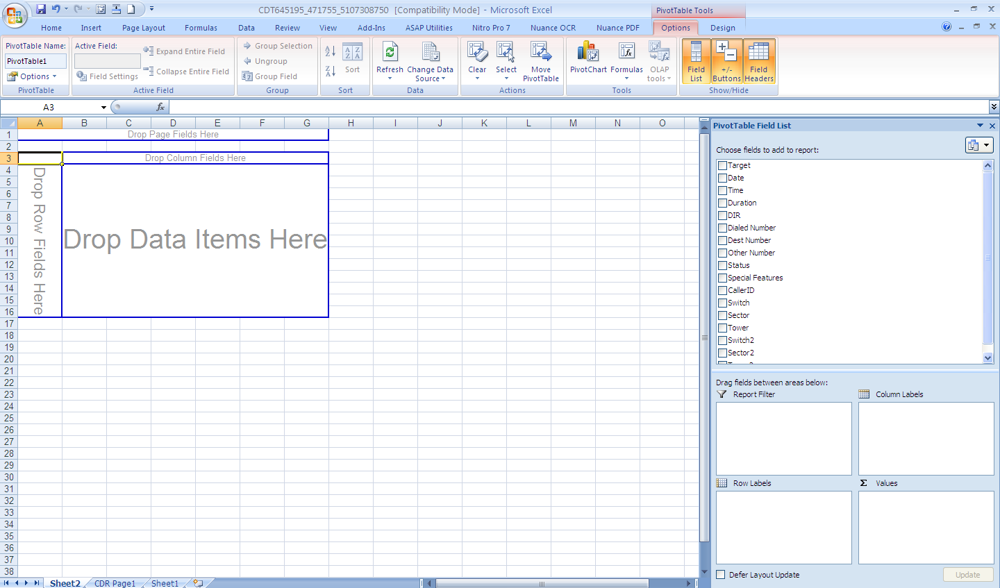 CDT645195_471755_5107308750 [Compatibility Mode] - Microsoft Excel
PivotTable Tools
Home Insert Page Layout Formulas Data Review View Add-Ins ASAP Utilities Nitro Pro 7 Nuance OCR Nuance PDF Options Design
PivotTable Name:
PivotTable1
Options
PivotTable
Active Field:
Field Settings
Expand Entire Field
Collapse Entire Field
Active Field
Group Selection
Ungroup
Group Field
Group
Sort
Sort
Refresh
Change Data Source
Data
Clear
Select
Move PivotTable
Actions
PivotChart
Formulas
OLAP tools
Tools
Field List
+/- Buttons
Field Headers
Show/Hide
A3
fx
A B C D E F G H I J K L M N O
1
2
3
4
5
6
7
8
9
10
11
12
13
14
15
16
17
18
19
20
21
22
23
24
25
26
27
28
29
30
31
32
33
34
35
36
37
38
Drop Page Fields Here
Drop Column Fields Here
Drop Row Fields Here
Drop Data Items Here
PivotTable Field List
Choose fields to add to report:
Target
Date
Time
Duration
DIR
Dialed Number
Dest Number
Other Number
Status
Special Features
CallerID
Switch
Sector
Tower
Switch2
Sector2
Drag fields between areas below:
Report Filter
Column Labels
Row Labels
Σ Values
Defer Layout Update
Update
Sheet2 CDR Page1 Sheet1